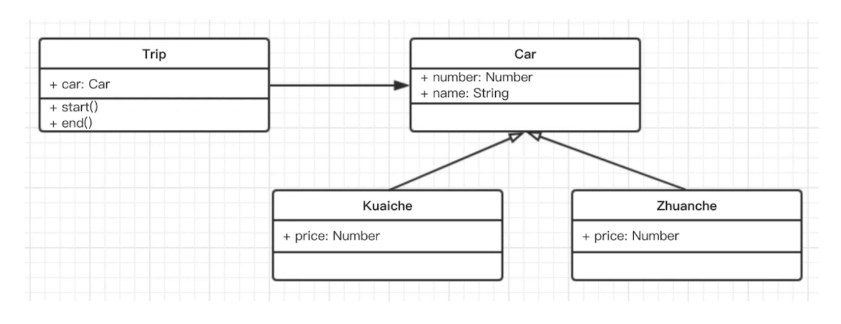 Trip
+ car: Car
+ start()
+ end()
Car
+ number: Number
+ name: String
Kuaiche
+ price: Number
Zhuanche
+ price: Number